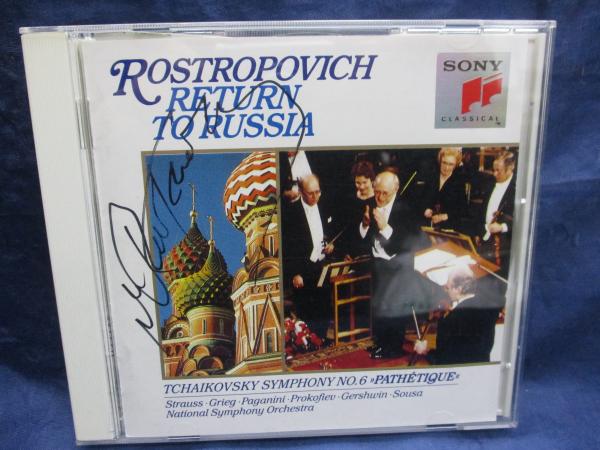 ROSTROPOVICH
RETURN
TO RUSSIA
SONY
CLASSICAL
TCHAIKOVSKY SYMPHONY NO. 6 »PATHÉTIQUE«
Strauss · Grieg · Paganini · Prokofiev · Gershwin · Sousa
National Symphony Orchestra